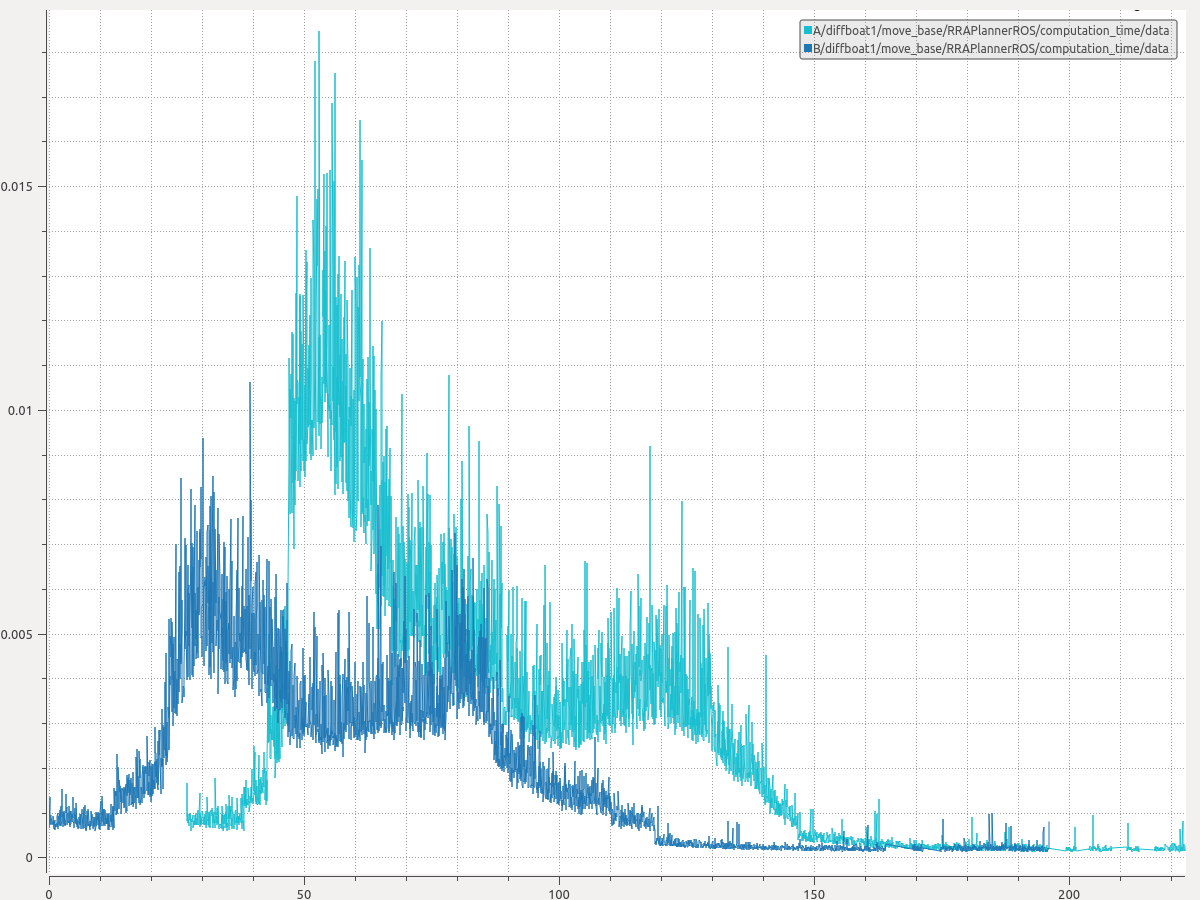 A/diffboat1/move_base/RRAPlannerROS/computation_time/data
B/diffboat1/move_base/RRAPlannerROS/computation_time/data
0.015
0.01
0.005
0
0 50 100 150 200